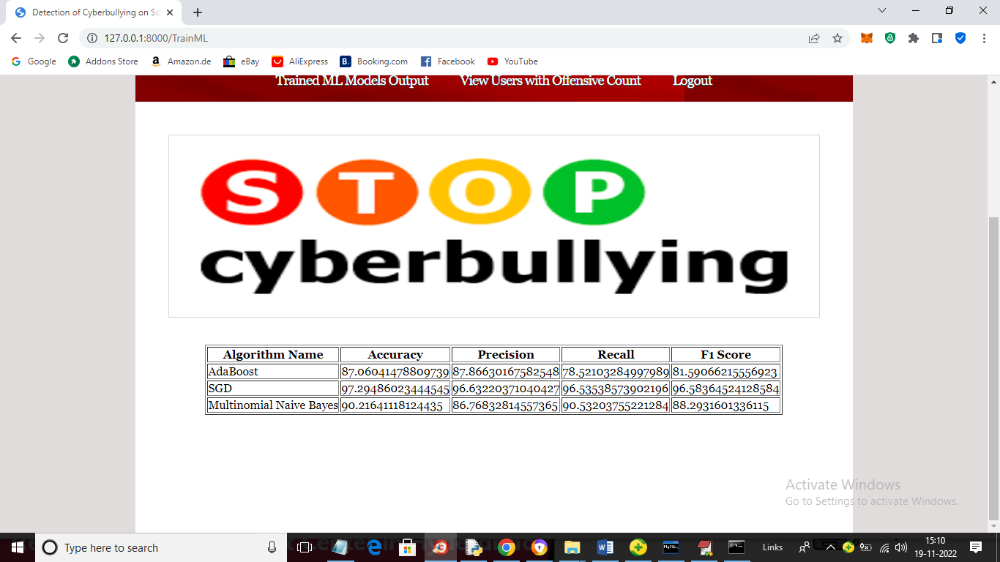 Detection of Cyberbullying on So
127.0.0.1:8000/TrainML
Google Addons Store Amazon.de eBay AliExpress Booking.com Facebook YouTube
Trained ML Models Output View Users with Offensive Count Logout
STOP
cyberbullying
Algorithm Name Accuracy Precision Recall F1 Score
AdaBoost 87.06041478809739 87.86630167582548 78.52103284997989 81.59066215556923
SGD 97.29486023444545 96.63220371040427 96.53538573902196 96.58364524128584
Multinomial Naive Bayes 90.21641118124435 86.76832814557365 90.53203755221284 88.2931601336115
Activate Windows
Go to Settings to activate Windows.
Type here to search
Links
15:10
19-11-2022